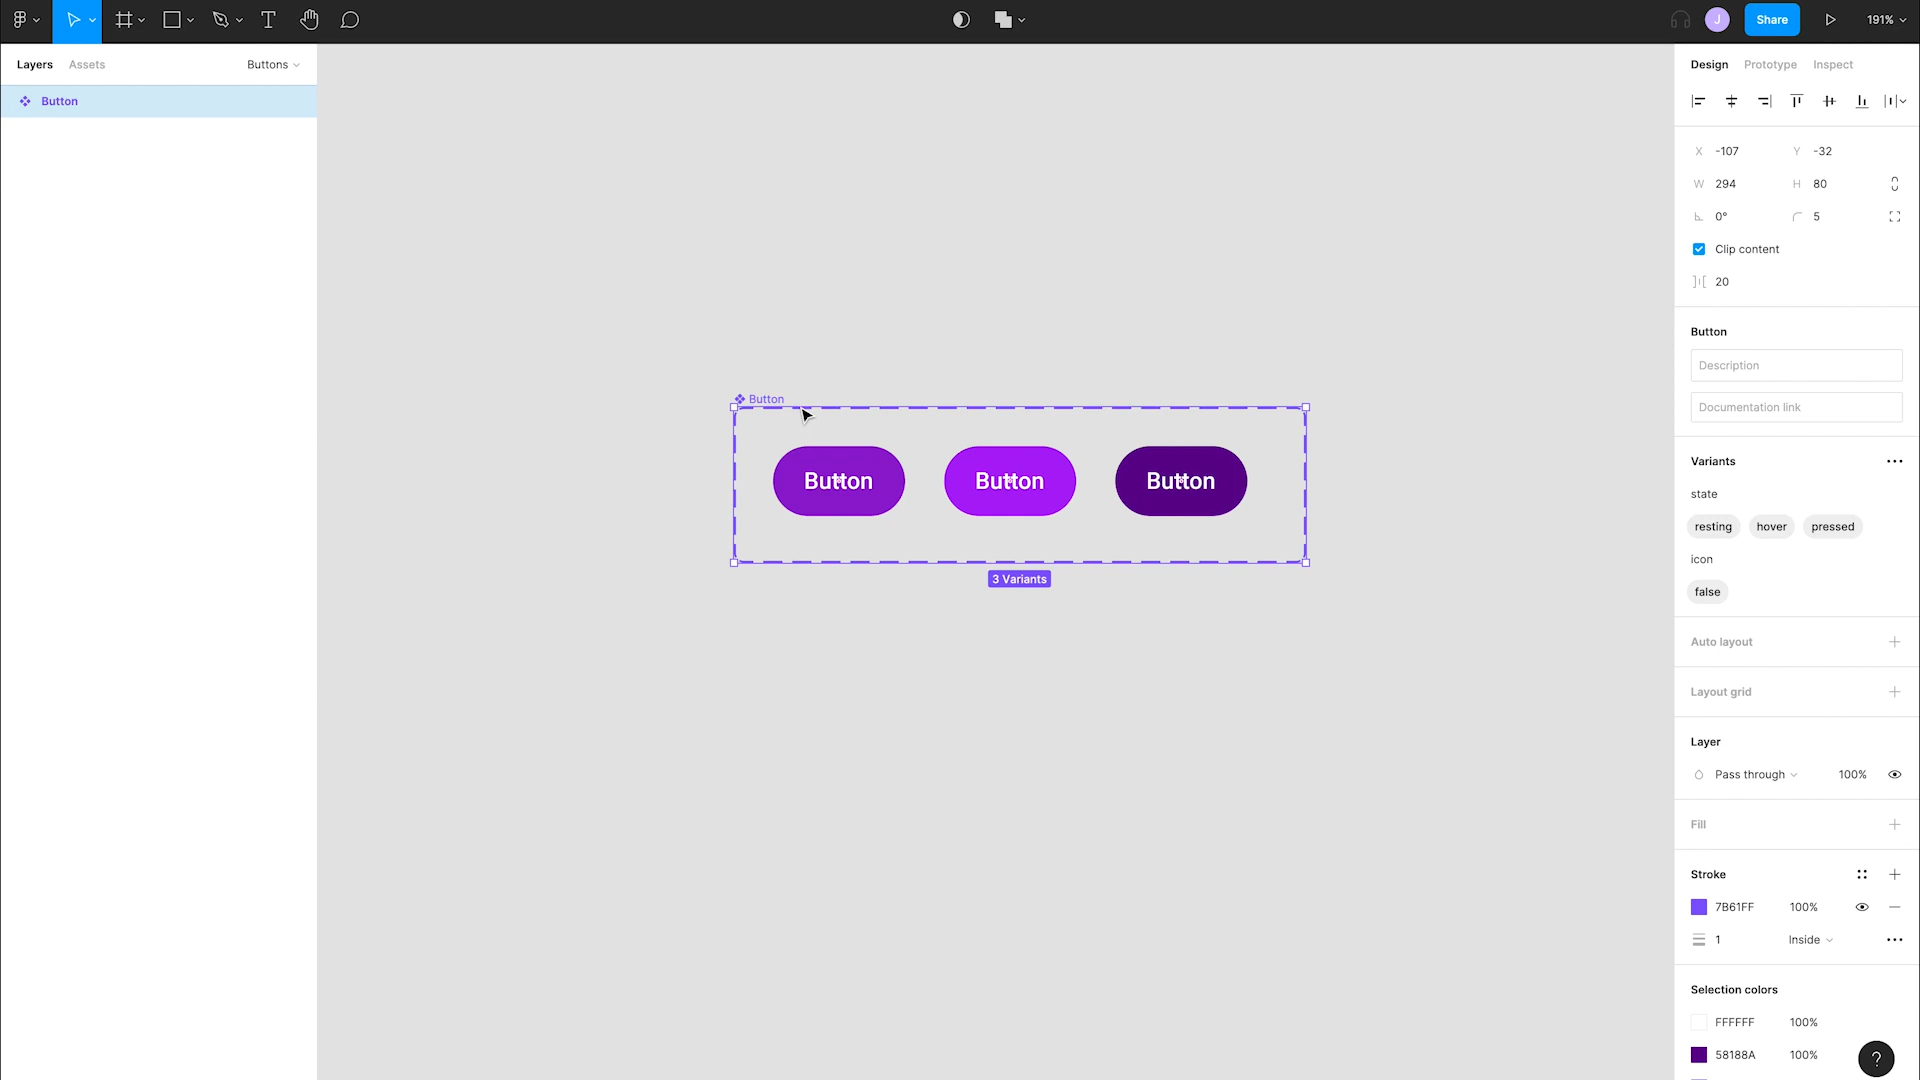 J
Share
191%
Layers Assets Buttons
Button
Design Prototype Inspect
X -107 Y -32
W 294 H 80
0° 5
Clip content
20
Button
Description
Documentation link
Button
Button Button Button
3 Variants
Variants
state
resting hover pressed
icon
false
Auto layout
Layout grid
Layer
Pass through 100%
Fill
Stroke
7B61FF 100%
1 Inside
Selection colors
FFFFFF 100%
58188A 100%
?